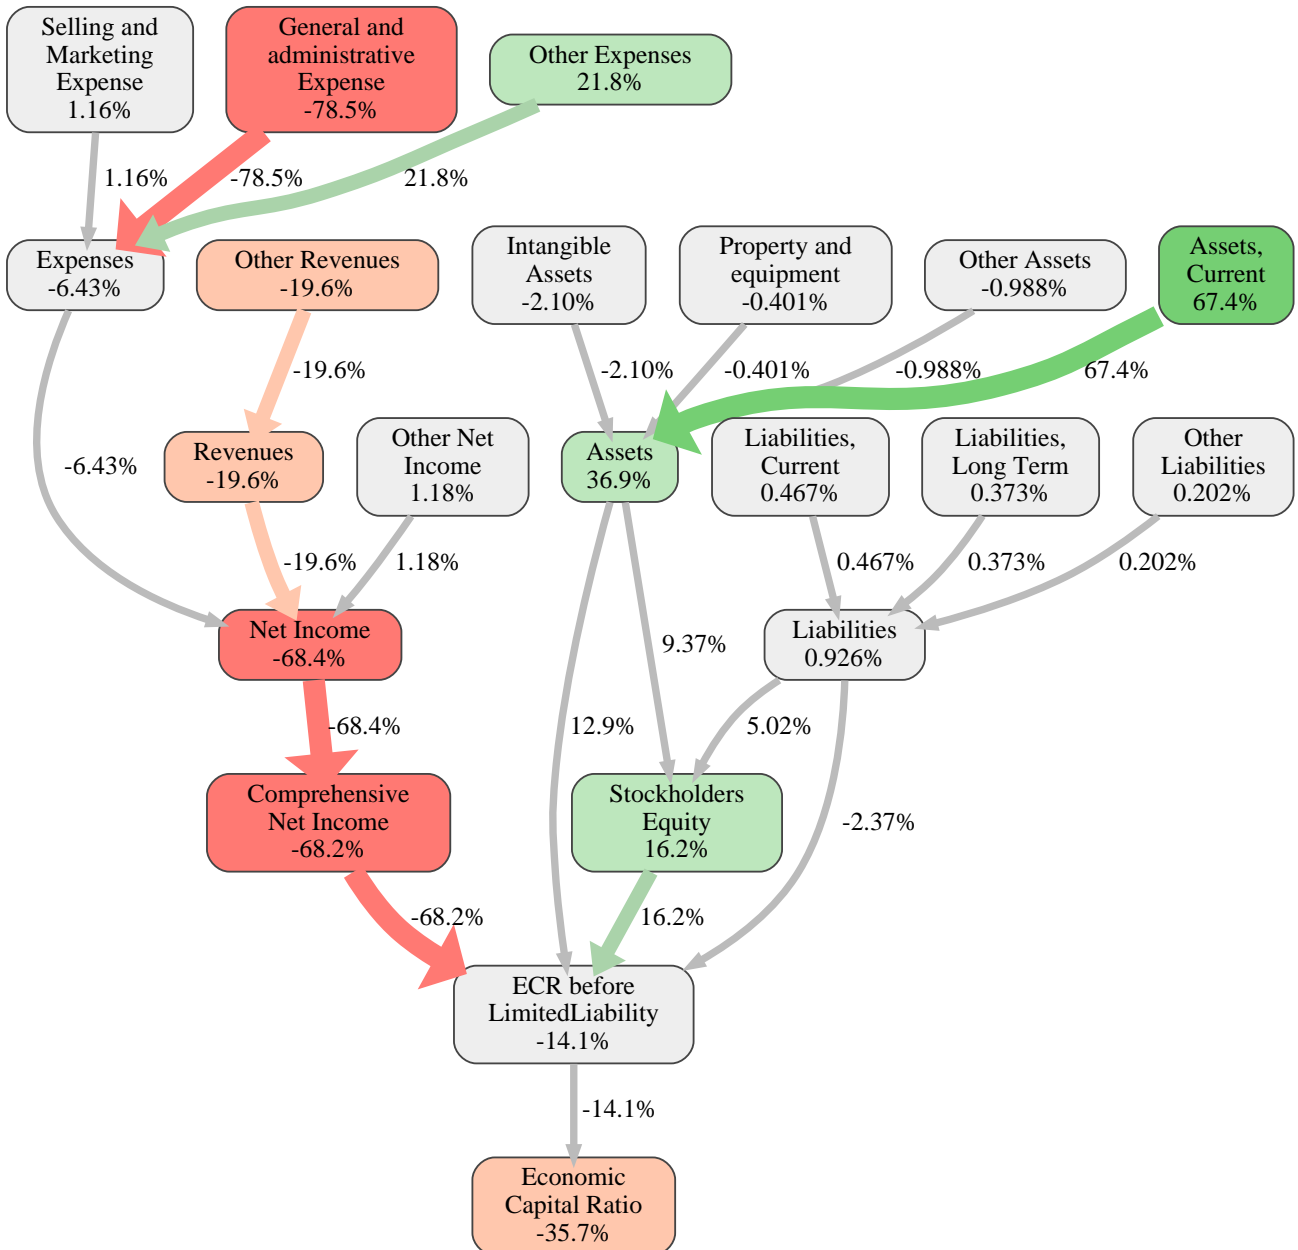 Selling and
Marketing
Expense
1.16%
General and
administrative
Expense
-78.5%
Other Expenses
21.8%
1.16%
-78.5%
21.8%
Expenses
-6.43%
Other Revenues
-19.6%
Intangible
Assets
-2.10%
Property and
equipment
-0.401%
Other Assets
-0.988%
Assets,
Current
67.4%
-19.6%
-2.10%
-0.401%
-0.988%
67.4%
-6.43%
Revenues
-19.6%
Other Net
Income
1.18%
Assets
36.9%
Liabilities,
Current
0.467%
Liabilities,
Long Term
0.373%
Other
Liabilities
0.202%
-19.6%
1.18%
0.467%
0.373%
0.202%
Net Income
-68.4%
9.37%
Liabilities
0.926%
-68.4%
12.9%
5.02%
Comprehensive
Net Income
-68.2%
Stockholders
Equity
16.2%
-2.37%
-68.2%
16.2%
ECR before
LimitedLiability
-14.1%
-14.1%
Economic
Capital Ratio
-35.7%